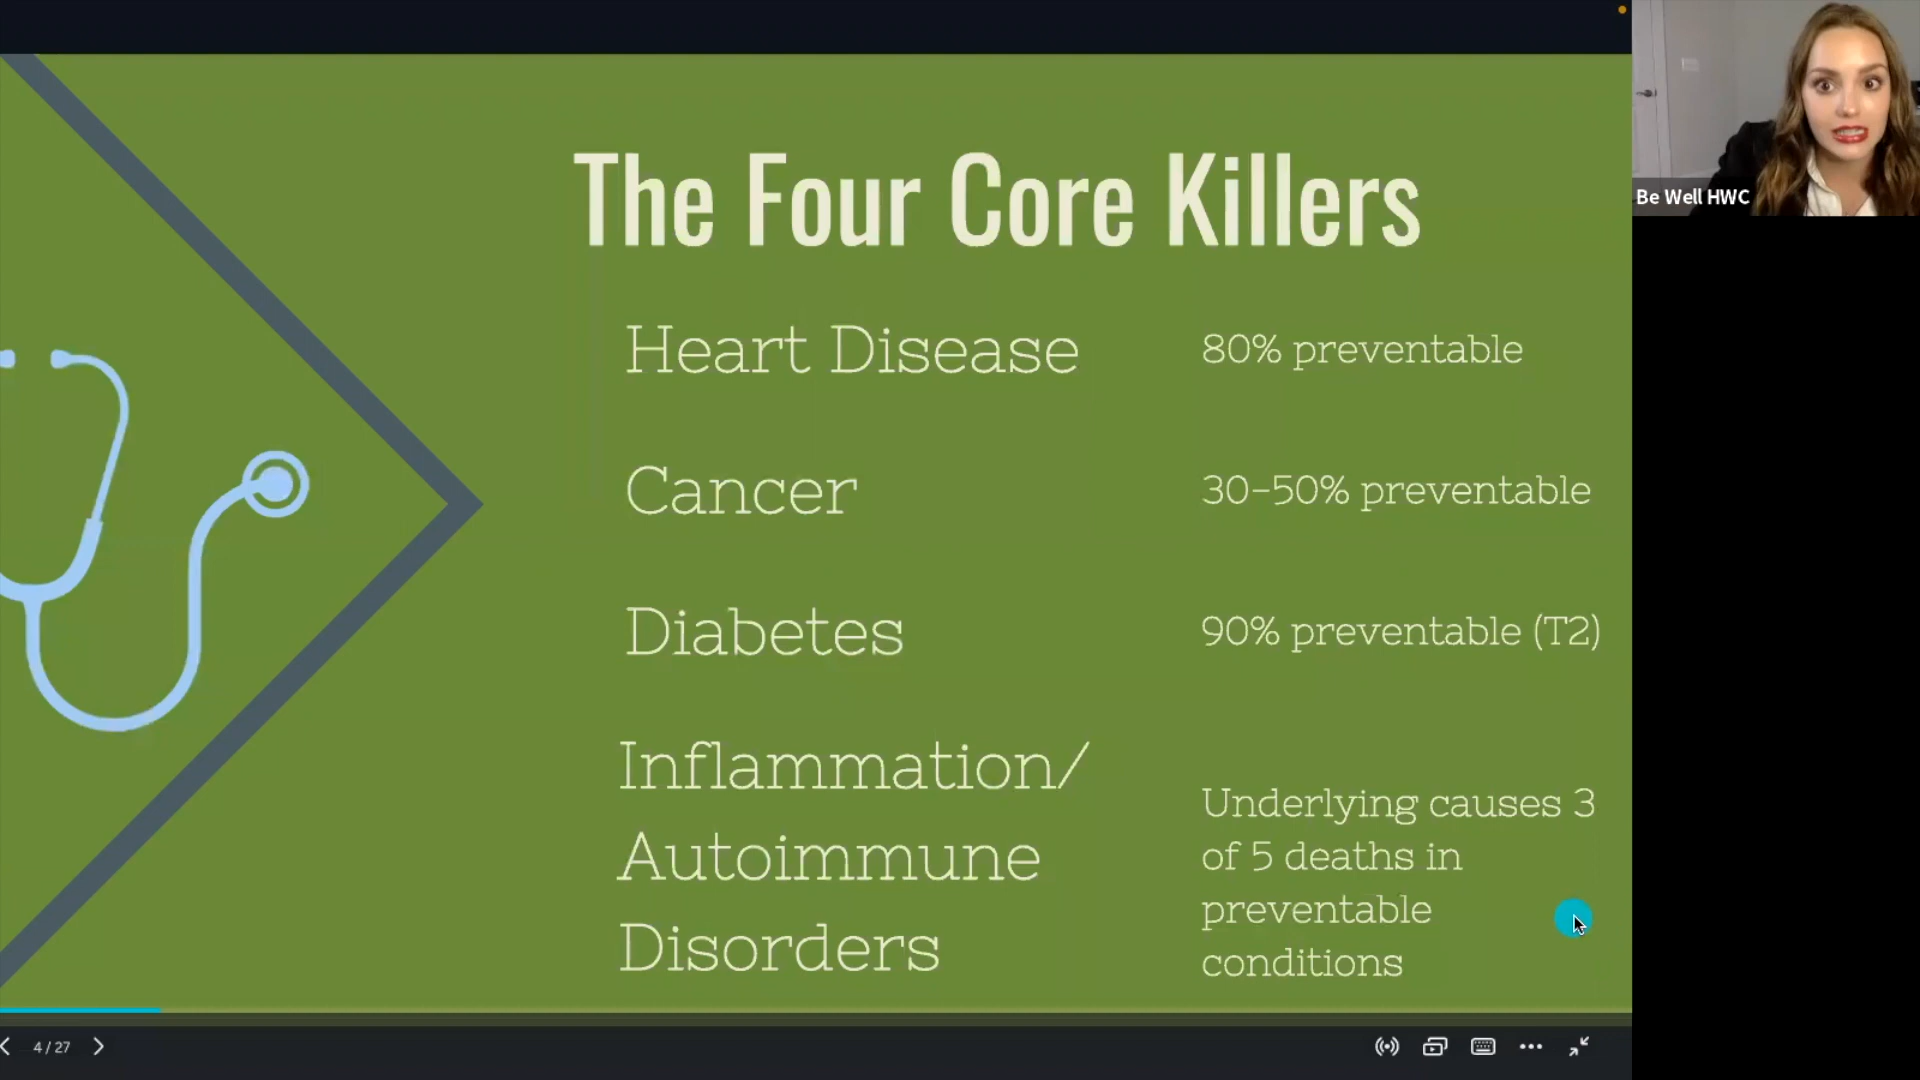 The Four Core Killers
Heart Disease
80% preventable
Cancer
30-50% preventable
Diabetes
90% preventable (T2)
Inflammation/
Autoimmune
Disorders
Underlying causes 3
of 5 deaths in
preventable
conditions
Be Well HWC
4 / 27